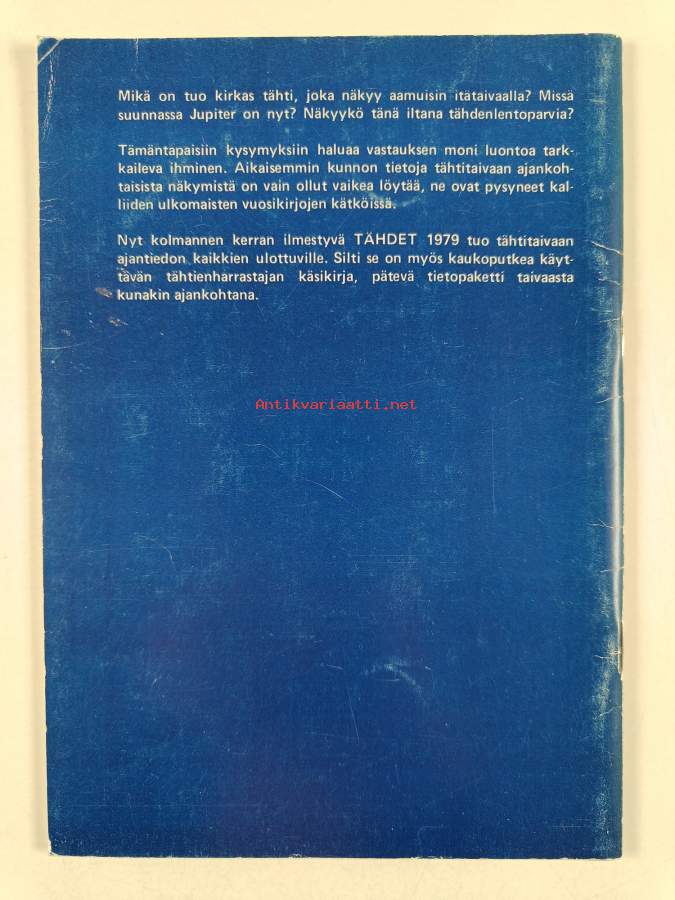 Mikä on tuo kirkas tähti, joka näkyy aamuisin itätaivaalla? Missä
suunnassa Jupiter on nyt? Näkyykö tänä iltana tähdenlentoparvia?
Tämäntapaisiin kysymyksiin haluaa vastauksen moni luontoa tark-
kaileva ihminen. Aikaisemmin kunnon tietoja tähtitaivaan ajankoh-
taisista näkymistä on vain ollut vaikea löytää, ne ovat pysyneet kal-
liiden ulkomaisten vuosikirjojen kätköissä.
Nyt kolmannen kerran ilmestyvä TÄHDET 1979 tuo tähtitaivaan
ajantiedon kaikkien ulottuville. Silti se on myös kaukoputkea käyt-
tävän tähtienharrastajan käsikirja, pätevä tietopaketti taivaasta
kunakin ajankohtana.
Antikvariaatti.net